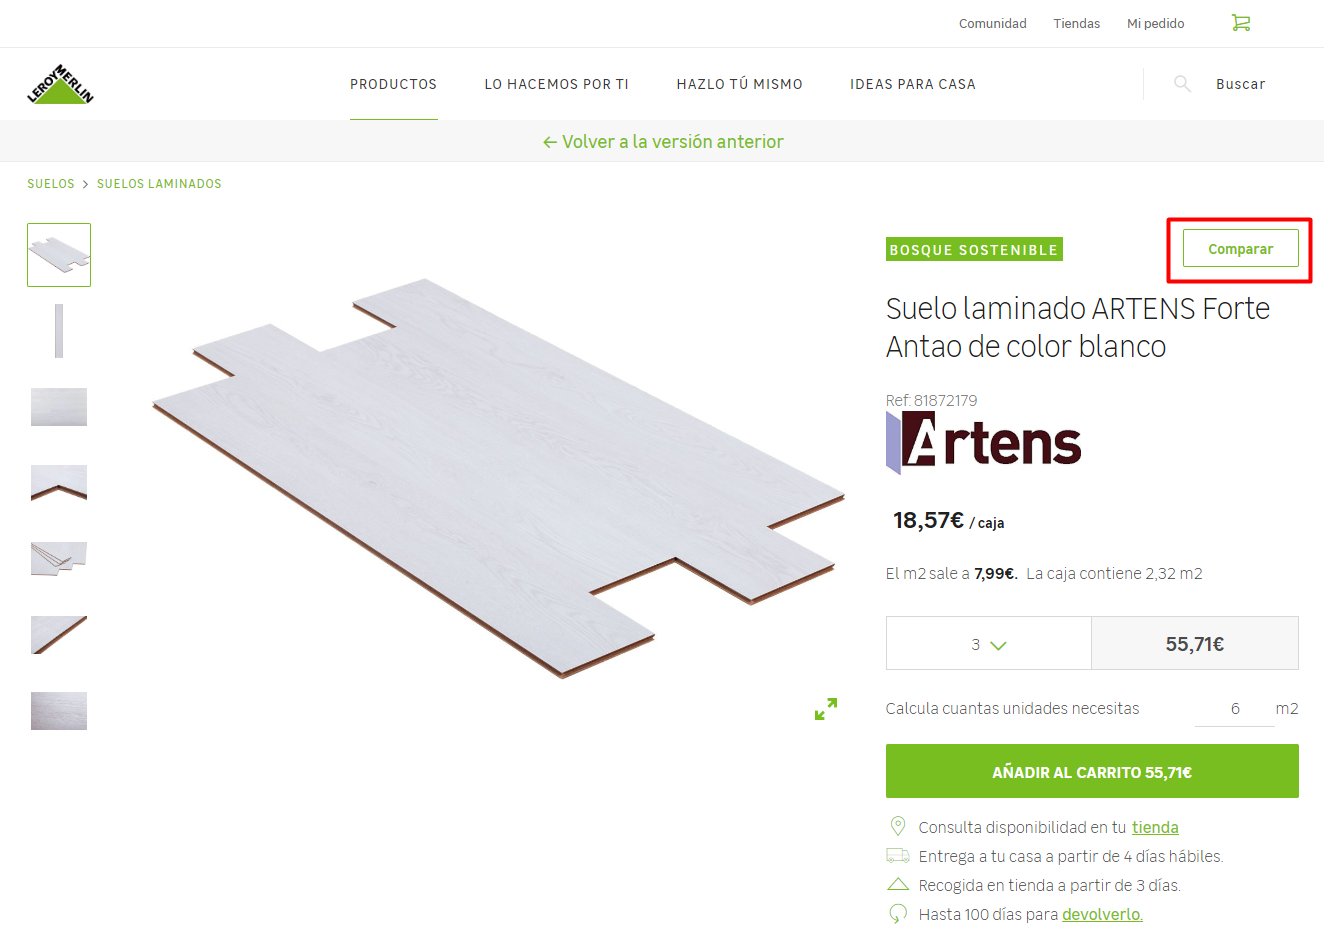 Comunidad Tiendas Mi pedido
LEROY MERLIN
PRODUCTOS LO HACEMOS POR TI HAZLO TÚ MISMO IDEAS PARA CASA Buscar
← Volver a la versión anterior
SUELOS > SUELOS LAMINADOS
BOSQUE SOSTENIBLE
Comparar
Suelo laminado ARTENS Forte
Antao de color blanco
Ref: 81872179
Artens
18,57€ / caja
El m2 sale a 7,99€. La caja contiene 2,32 m2
3 55,71€
Calcula cuantas unidades necesitas 6 m2
AÑADIR AL CARRITO 55,71€
Consulta disponibilidad en tu tienda
Entrega a tu casa a partir de 4 días hábiles.
Recogida en tienda a partir de 3 días.
Hasta 100 días para devolverlo.